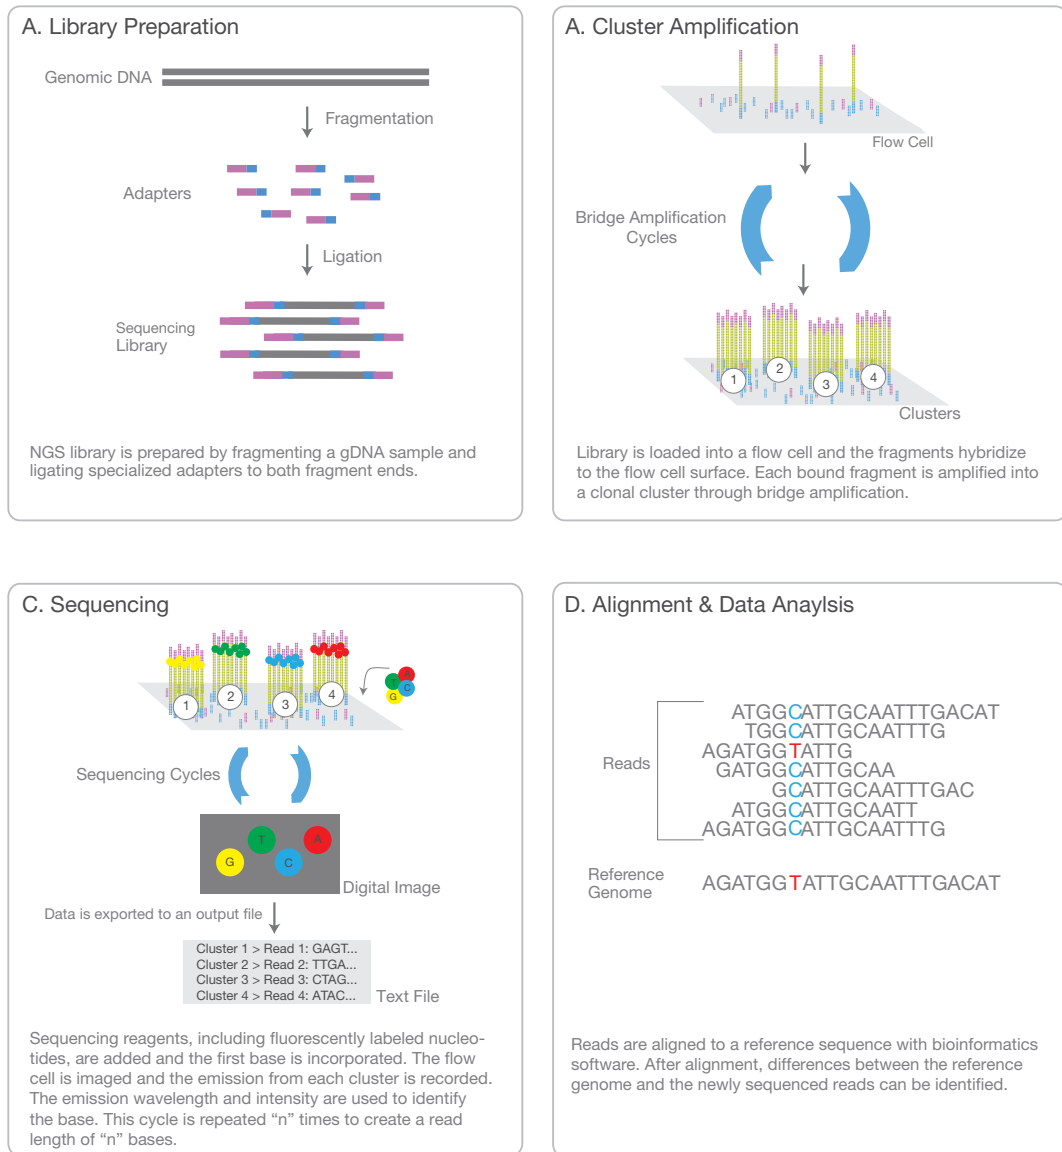 A. Library Preparation
Genomic DNA
Fragmentation
Adapters
Ligation
Sequencing
Library
NGS library is prepared by fragmenting a gDNA sample and
ligating specialized adapters to both fragment ends.
A. Cluster Amplification
Flow Cell
Bridge Amplification
Cycles
1
2
3
4
Clusters
Library is loaded into a flow cell and the fragments hybridize
to the flow cell surface. Each bound fragment is amplified into
a clonal cluster through bridge amplification.
C. Sequencing
1
2
3
4
A
T
C
G
Sequencing Cycles
T
A
G
C
Digital Image
Data is exported to an output file
Cluster 1 > Read 1: GAGT...
Cluster 2 > Read 2: TTGA...
Cluster 3 > Read 3: CTAG...
Cluster 4 > Read 4: ATAC...
Text File
Sequencing reagents, including fluorescently labeled nucleo-
tides, are added and the first base is incorporated. The flow
cell is imaged and the emission from each cluster is recorded.
The emission wavelength and intensity are used to identify
the base. This cycle is repeated “n” times to create a read
length of “n” bases.
D. Alignment & Data Anaylsis
Reads
ATGGCATTGCAATTTGACAT
TGGCATTGCAATTTG
AGATGGTATTG
GATGGCATTGCAA
GCATTGCAATTTGAC
ATGGCATTGCAATT
AGATGGCATTGCAATTTG
Reference
Genome
AGATGGTATTGCAATTTGACAT
Reads are aligned to a reference sequence with bioinformatics
software. After alignment, differences between the reference
genome and the newly sequenced reads can be identified.